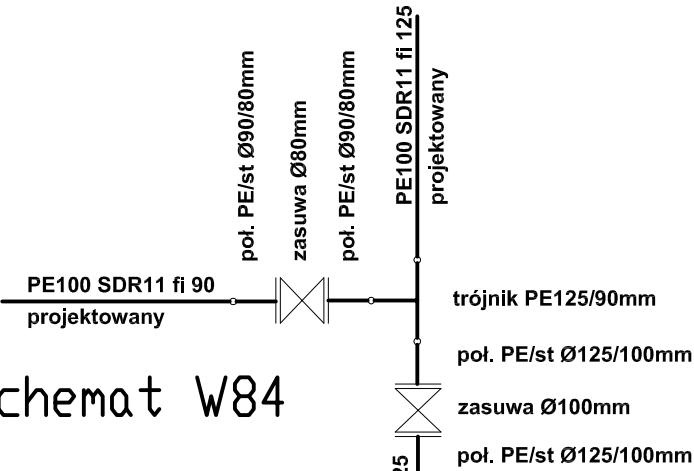 poł. PE/st Ø90/80mm
zasuwa Ø80mm
poł. PE/st Ø90/80mm
PE100 SDR11 fi 125
projektowany
PE100 SDR11 fi 90
projektowany
trójnik PE125/90mm
poł. PE/st Ø125/100mm
chemat W84
zasuwa Ø100mm
poł. PE/st Ø125/100mm
25